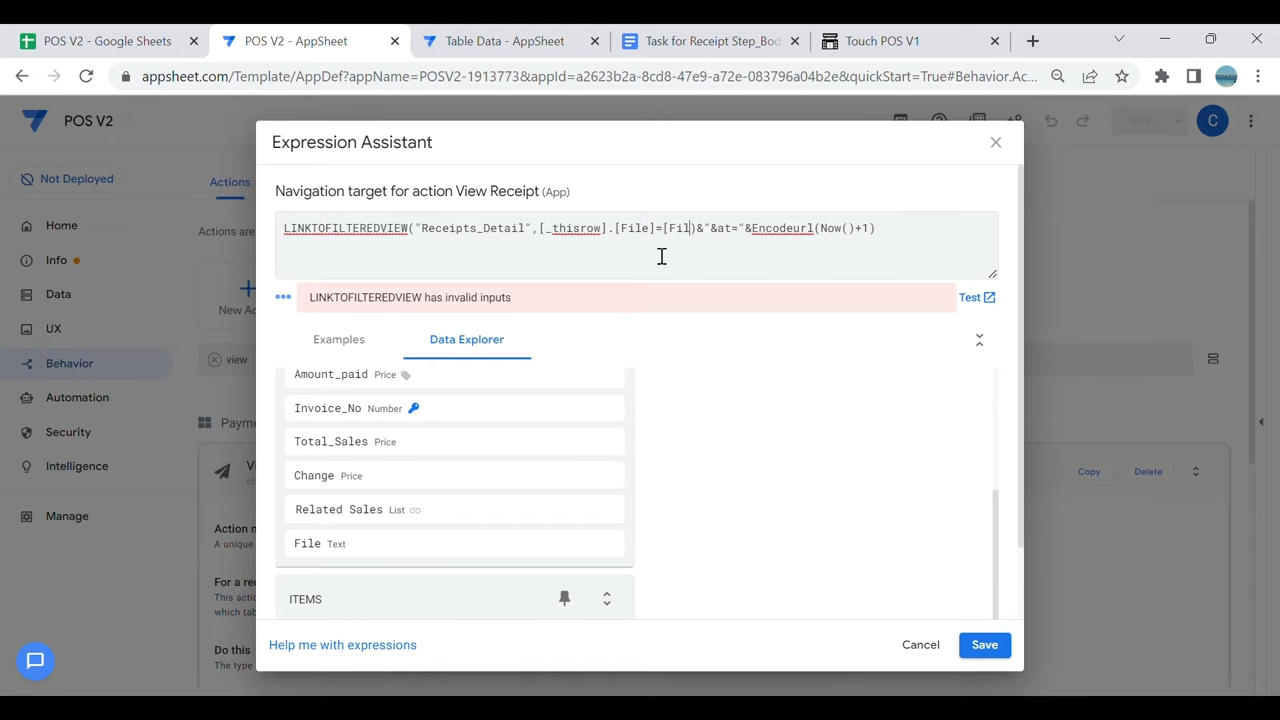 POS V2 - Google Sheets
POS V2 - AppSheet
Table Data - AppSheet
Task for Receipt Step_Bod
Touch POS V1
appsheet.com/Template/AppDef?appName=POSV2-1913773&appId=a2623b2a-8cd8-47e9-a72e-083796a04b2e&quickStart=True#Behavior.Ac...
POS V2
SAVE
C
Not Deployed
Home
Info
Data
UX
Behavior
Automation
Security
Intelligence
Manage
Actions
Actions are
New Ac
view
Payme
Vi
Action n
A unique
For a rec
This actio
which tab
Do this
The type
Copy
Delete
Expression Assistant
Navigation target for action View Receipt (App)
LINKTOFILTEREDVIEW("Receipts_Detail",[_thisrow].[File]=[Fil)&"&at="&Encodeurl(Now()+1)
LINKTOFILTEREDVIEW has invalid inputs
Test
Examples
Data Explorer
Amount_paid Price
Invoice_No Number
Total_Sales Price
Change Price
Related Sales List
File Text
ITEMS
Help me with expressions
Cancel
Save